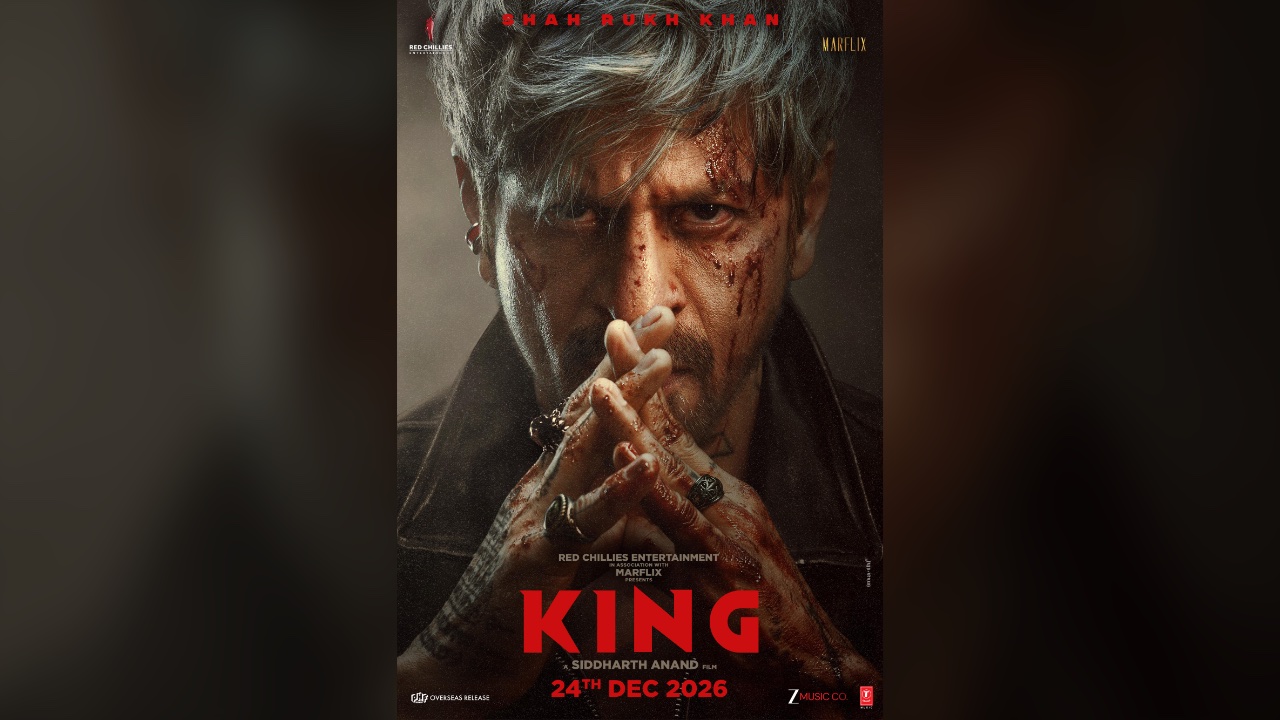 SHAH RUKH KHAN
RED CHILLIES
ENTERTAINMENT
MARFLIX
RED CHILLIES ENTERTAINMENT
IN ASSOCIATION WITH
MARFLIX
PRESENTS
KING
A SIDDHARTH ANAND FILM
24TH DEC 2026
OVERSEAS RELEASE
Z MUSIC CO.
T